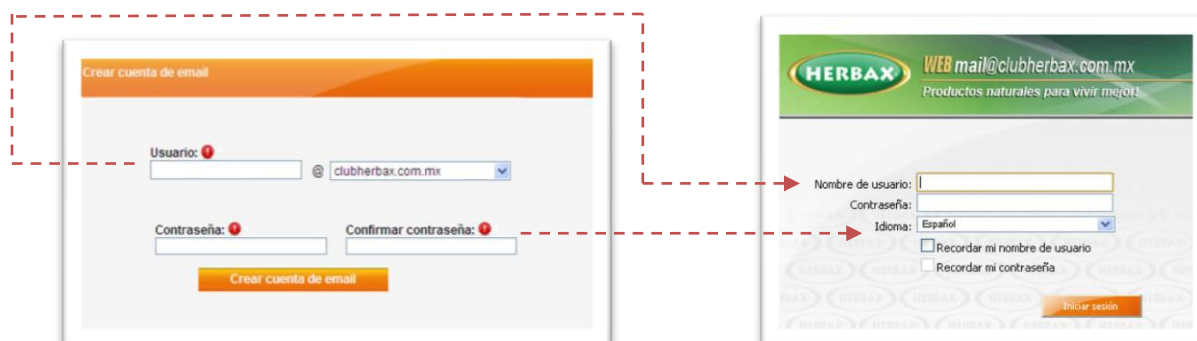 Crear cuenta de email
Usuario:
@ clubherbax.com.mx
Contraseña: Confirmar contraseña:
Crear cuenta de email
HERBAX
WEB mail@clubherbax.com.mx
Productos naturales para vivir mejor!
Nombre de usuario:
Contraseña:
Idioma: Español
Recordar mi nombre de usuario
Recordar mi contraseña
Iniciar sesión